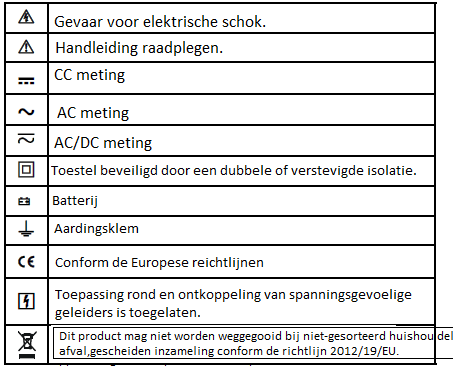 Gevaar voor elektrische schok.
Handleiding raadplegen.
CC meting
AC meting
AC/DC meting
Toestel beveiligd door een dubbele of verstevigde isolatie.
Batterij
Aardingsklem
CE Conform de Europese reichtlijnen
Toepassing rond en ontkoppeling van spanningsgevoelige
geleiders is toegelaten.
Dit product mag niet worden weggegooid bij niet-gesorteerd huishoudel
afval,gescheiden inzameling conform de richtlijn 2012/19/EU.